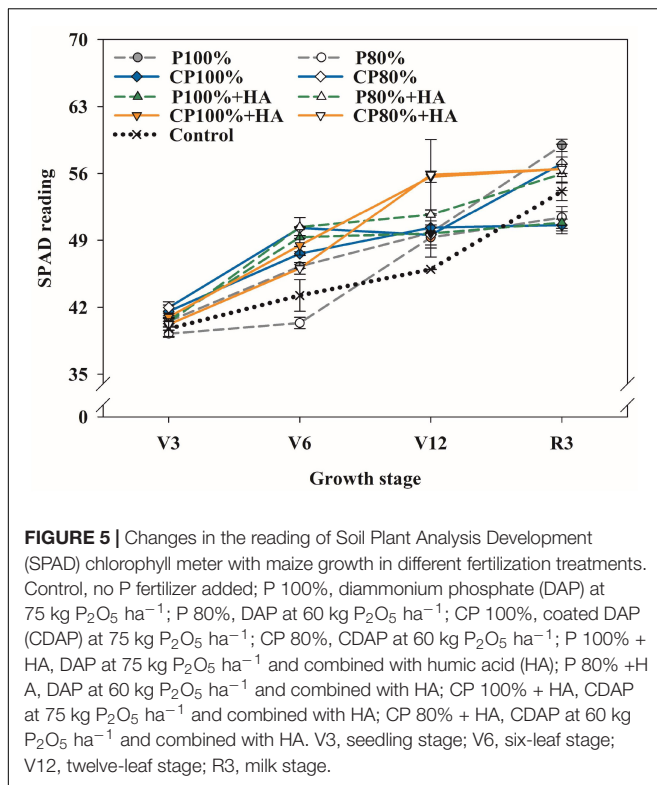 70
63
56
49
42
35
0
SPAD reading
P100% P80%
CP100% CP80%
P100%+HA P80%+HA
CP100%+HA CP80%+HA
Control
V3 V6 V12 R3
Growth stage
FIGURE 5 | Changes in the reading of Soil Plant Analysis Development
(SPAD) chlorophyll meter with maize growth in different fertilization treatments.
Control, no P fertilizer added; P 100%, diammonium phosphate (DAP) at
75 kg P₂O₅ ha⁻¹; P 80%, DAP at 60 kg P₂O₅ ha⁻¹; CP 100%, coated DAP
(CDAP) at 75 kg P₂O₅ ha⁻¹; CP 80%, CDAP at 60 kg P₂O₅ ha⁻¹; P 100% +
HA, DAP at 75 kg P₂O₅ ha⁻¹ and combined with humic acid (HA); P 80% +H
A, DAP at 60 kg P₂O₅ ha⁻¹ and combined with HA; CP 100% + HA, CDAP
at 75 kg P₂O₅ ha⁻¹ and combined with HA; CP 80% + HA, CDAP at 60 kg
P₂O₅ ha⁻¹ and combined with HA. V3, seedling stage; V6, six-leaf stage;
V12, twelve-leaf stage; R3, milk stage.